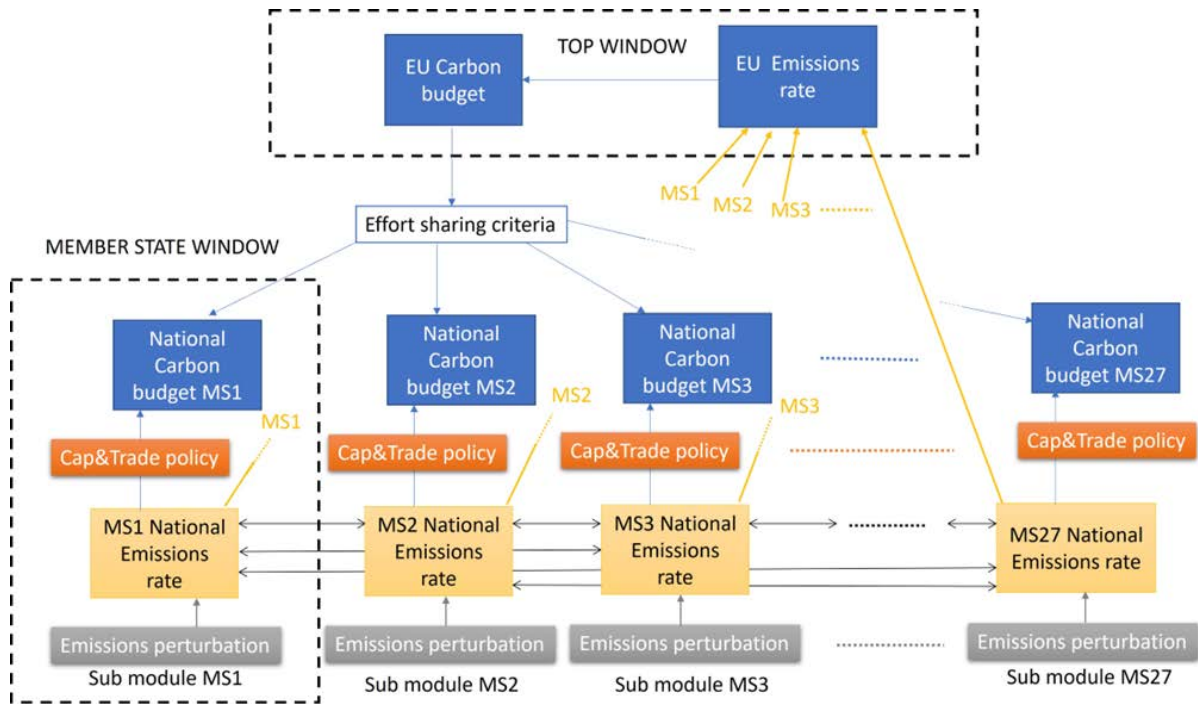 TOP WINDOW
EU Carbon
budget
EU Emissions
rate
MS1
MS2
MS3
Effort sharing criteria
MEMBER STATE WINDOW
National
Carbon
budget MS1
National
Carbon
budget MS2
National
Carbon
budget MS3
National
Carbon
budget MS27
MS1
MS2
MS3
Cap&Trade policy
Cap&Trade policy
Cap&Trade policy
Cap&Trade policy
MS1 National
Emissions
rate
MS2 National
Emissions
rate
MS3 National
Emissions
rate
MS27 National
Emissions rate
Emissions perturbation
Emissions perturbation
Emissions perturbation
Emissions perturbation
Sub module MS1
Sub module MS2
Sub module MS3
Sub module MS27